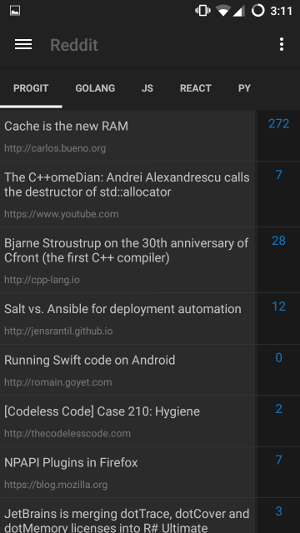 3:11
Reddit
PROGIT GOLANG JS REACT PY
Cache is the new RAM 272
http://carlos.bueno.org
The C++omeDian: Andrei Alexandrescu calls 7
the destructor of std::allocator
https://www.youtube.com
Bjarne Stroustrup on the 30th anniversary of 28
Cfront (the first C++ compiler)
http://cpp-lang.io
Salt vs. Ansible for deployment automation 12
http://jensrantil.github.io
Running Swift code on Android 0
http://romain.goyet.com
[Codeless Code] Case 210: Hygiene 2
http://thecodelesscode.com
NPAPI Plugins in Firefox 7
https://blog.mozilla.org
JetBrains is merging dotTrace, dotCover and 3
dotMemory licenses into R# Ultimate